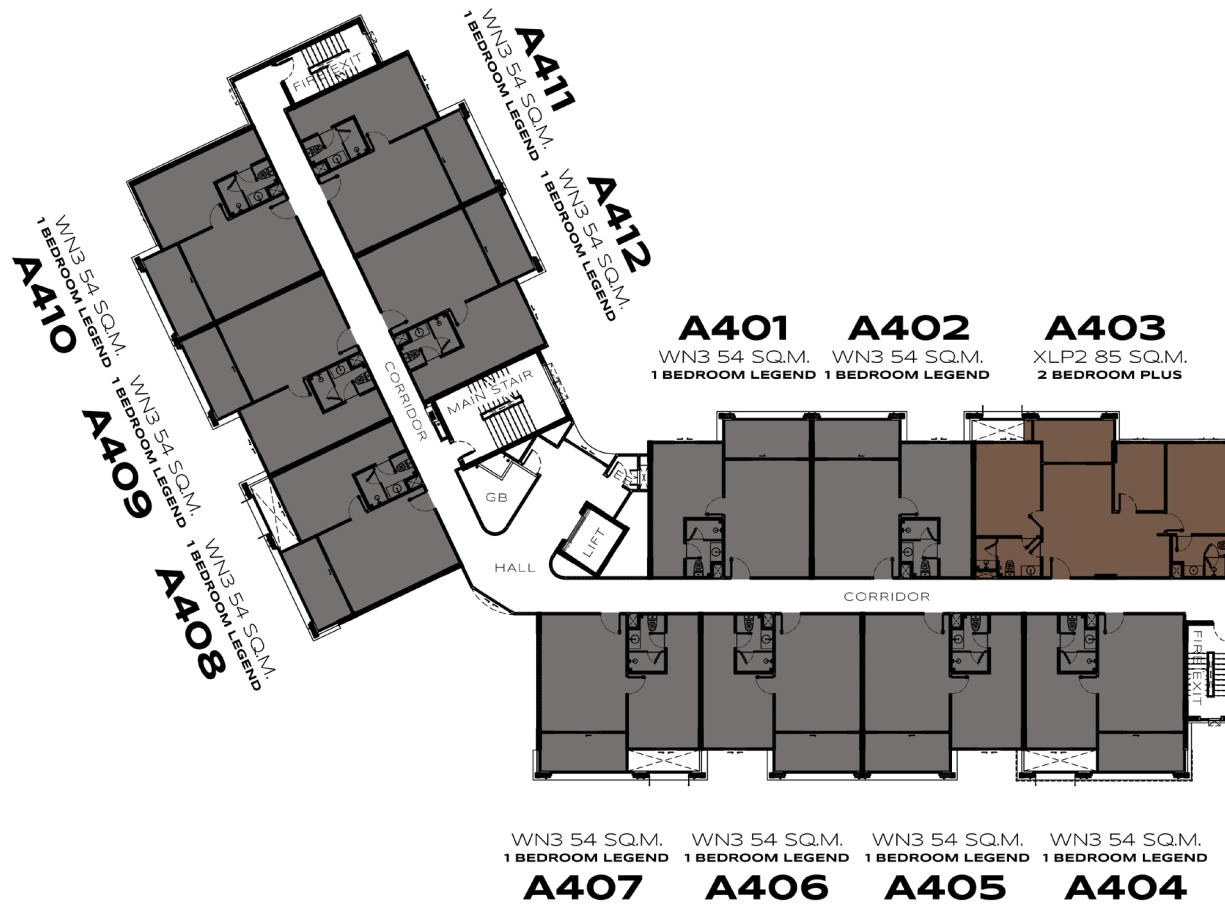 A411
WN3 54 SQ.M.
1 BEDROOM LEGEND
A412
WN3 54 SQ.M.
1 BEDROOM LEGEND
FIRE EXIT
WN3 54 SQ.M.
1 BEDROOM LEGEND
A410
WN3 54 SQ.M.
1 BEDROOM LEGEND
A409
WN3 54 SQ.M.
1 BEDROOM LEGEND
A408
CORRIDOR
MAIN STAIR
GB
LIFT
HALL
A401
WN3 54 SQ.M.
1 BEDROOM LEGEND
A402
WN3 54 SQ.M.
1 BEDROOM LEGEND
A403
XLP2 85 SQ.M.
2 BEDROOM PLUS
CORRIDOR
FIRE EXIT
WN3 54 SQ.M.
1 BEDROOM LEGEND
A407
WN3 54 SQ.M.
1 BEDROOM LEGEND
A406
WN3 54 SQ.M.
1 BEDROOM LEGEND
A405
WN3 54 SQ.M.
1 BEDROOM LEGEND
A404